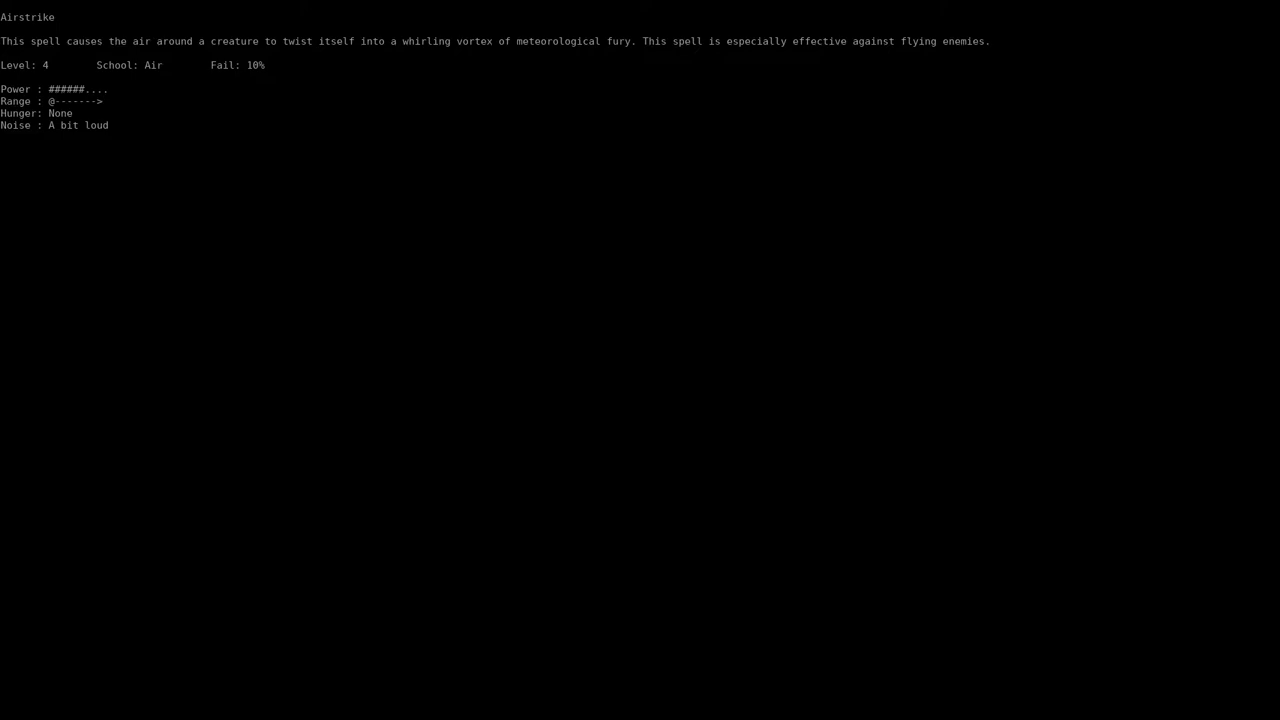 Airstrike
This spell causes the air around a creature to twist itself into a whirling vortex of meteorological fury. This spell is especially effective against flying enemies.
Level: 4        School: Air        Fail: 10%
Power : ######....
Range : @------->
Hunger: None
Noise : A bit loud